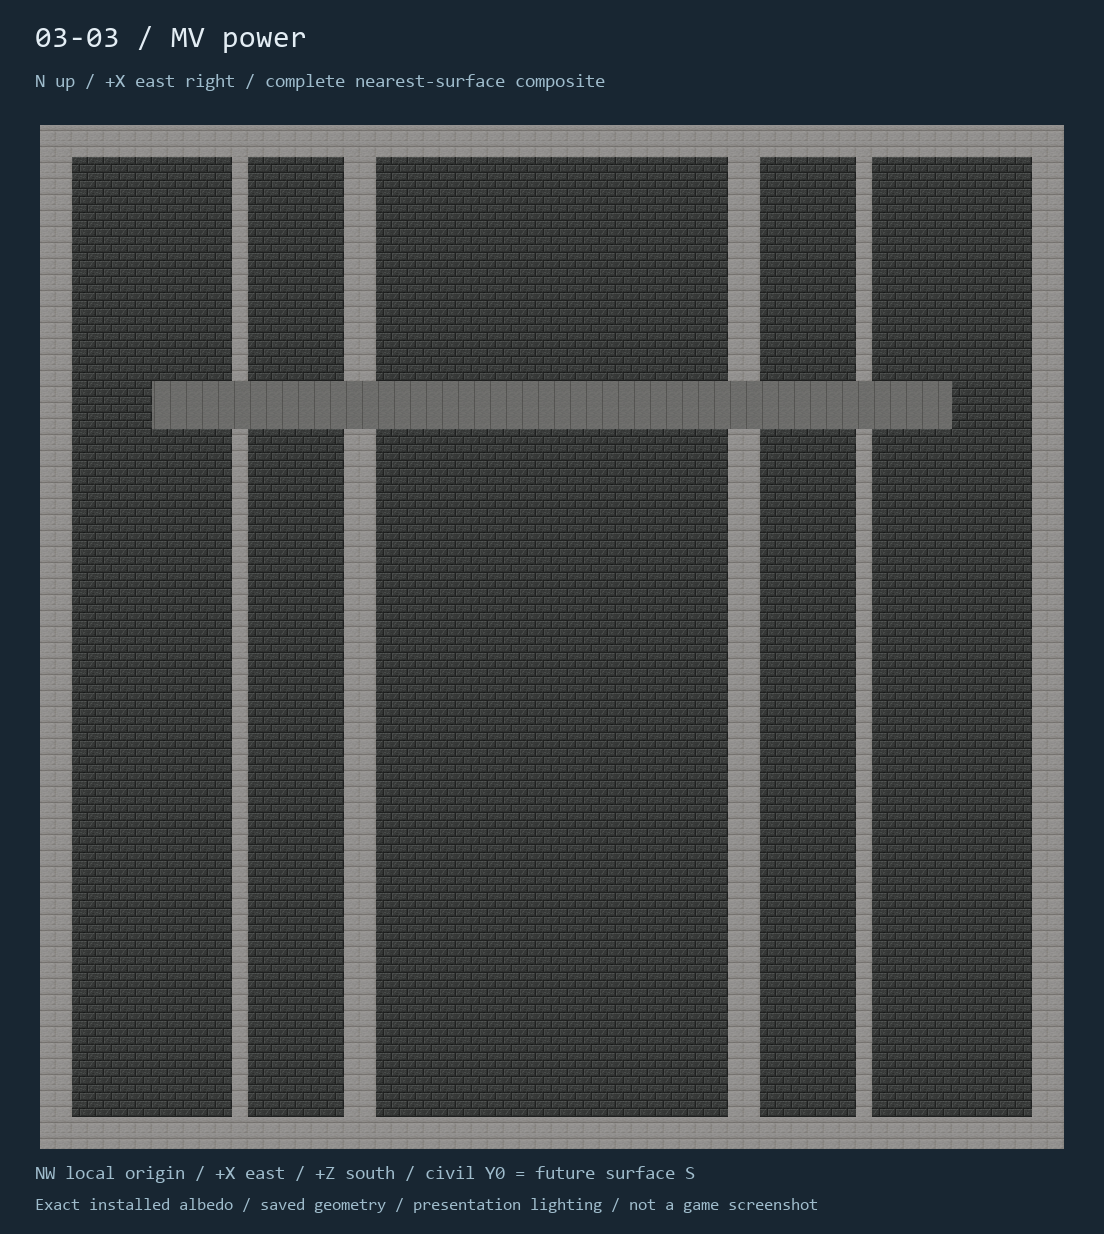 03-03 / MV power
N up / +X east right / complete nearest-surface composite
NW local origin / +X east / +Z south / civil Y0 = future surface S
Exact installed albedo / saved geometry / presentation lighting / not a game screenshot